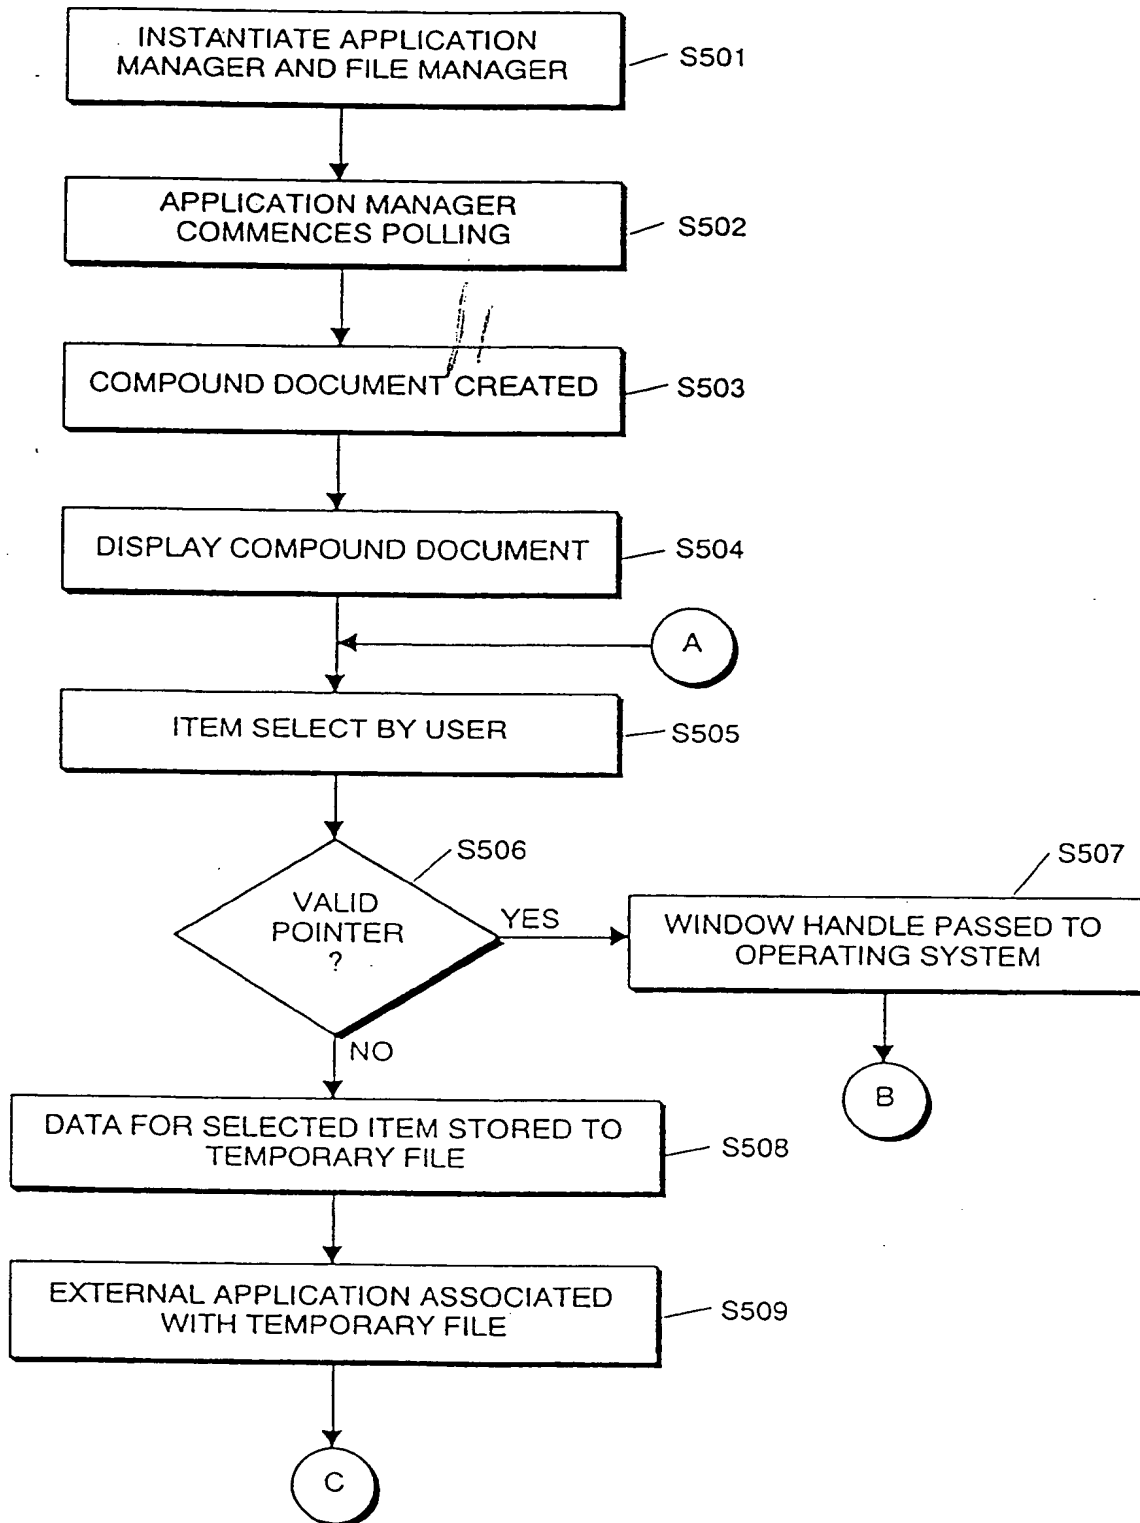 INSTANTIATE APPLICATION
MANAGER AND FILE MANAGER
S501
APPLICATION MANAGER
COMMENCES POLLING
S502
COMPOUND DOCUMENT CREATED
S503
DISPLAY COMPOUND DOCUMENT
S504
A
ITEM SELECT BY USER
S505
S506
VALID
POINTER
?
YES
S507
WINDOW HANDLE PASSED TO
OPERATING SYSTEM
B
NO
DATA FOR SELECTED ITEM STORED TO
TEMPORARY FILE
S508
EXTERNAL APPLICATION ASSOCIATED
WITH TEMPORARY FILE
S509
C